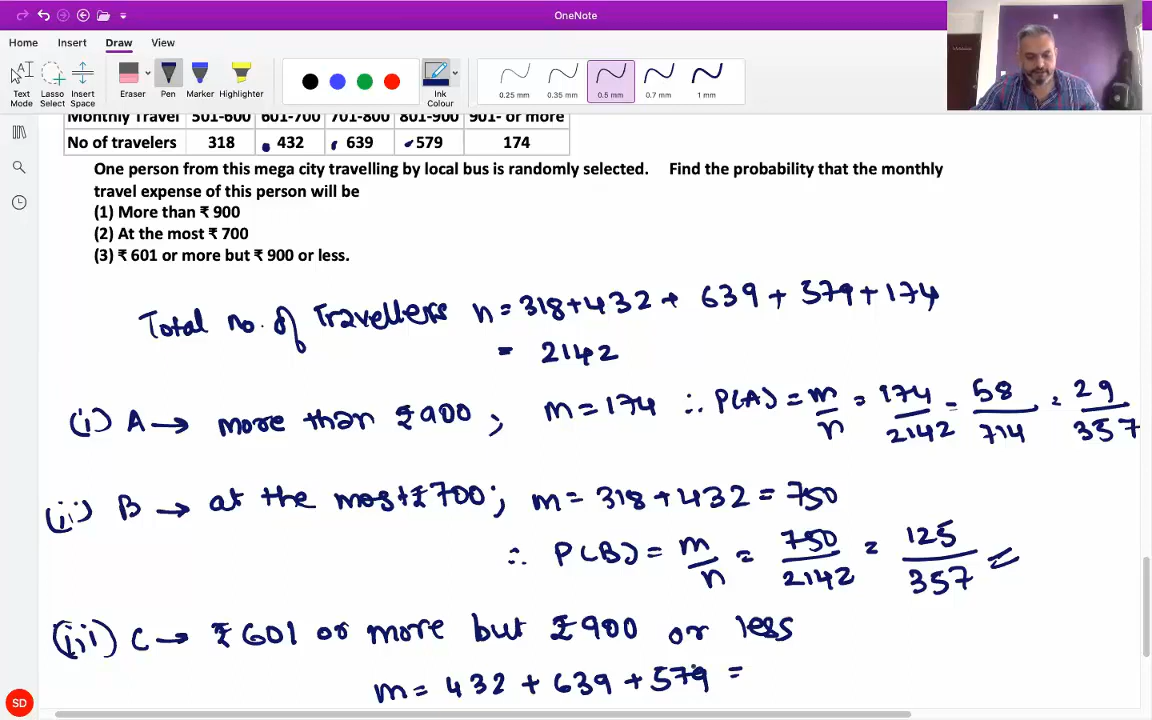 OneNote
Home Insert Draw View
Text Mode Lasso Select Insert Space Eraser Pen Marker Highlighter Ink Colour 0.25 mm 0.35 mm 0.5 mm 0.7 mm 1 mm
Monthly Travel 501-600 601-700 701-800 801-900 901- or more
No of travelers 318 432 639 579 174
One person from this mega city travelling by local bus is randomly selected. Find the probability that the monthly
travel expense of this person will be
(1) More than ₹ 900
(2) At the most ₹ 700
(3) ₹ 601 or more but ₹ 900 or less.
Total no. of Travellers n = 318 + 432 + 639 + 579 + 174
= 2142
(i) A → more than ₹900 ; m = 174 ∴ P(A) = m/n = 174/2142 = 58/714 = 29/357
(ii) B → at the most ₹700 ; m = 318 + 432 = 750
∴ P(B) = m/n = 750/2142 = 125/357
(iii) C → ₹601 or more but ₹900 or less
m = 432 + 639 + 579 =
SD